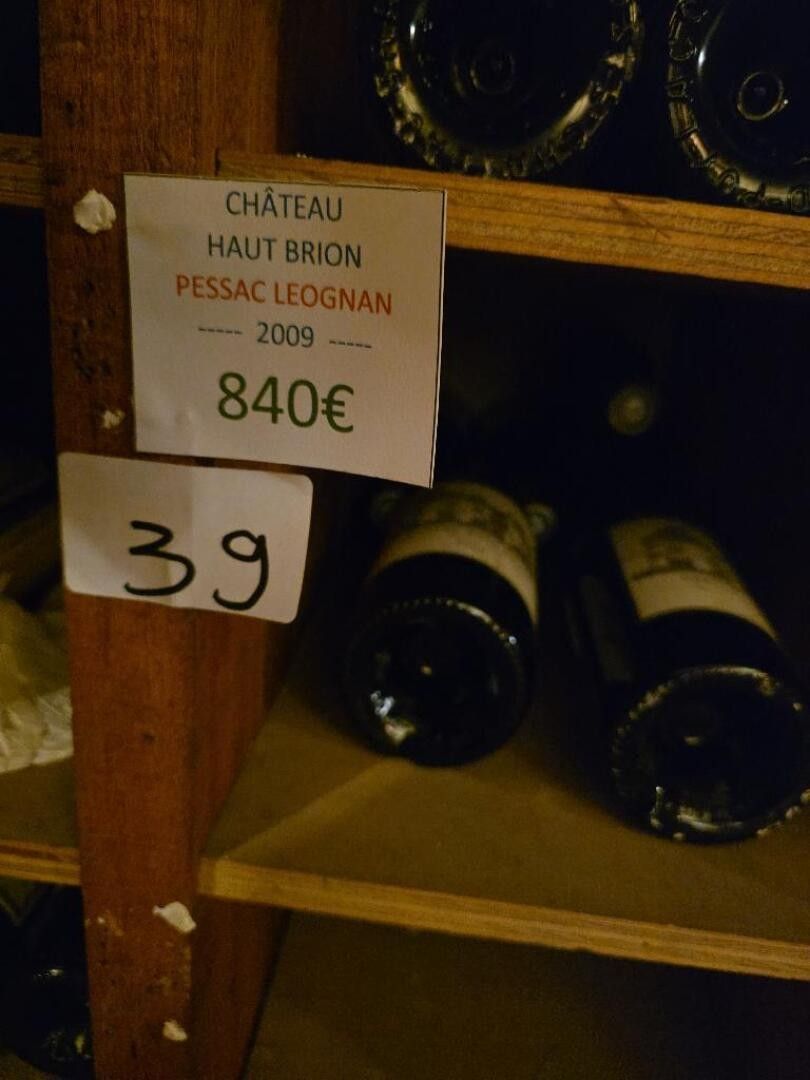 CHÂTEAU
HAUT BRION
PESSAC LEOGNAN
----- 2009 -----
840€
39